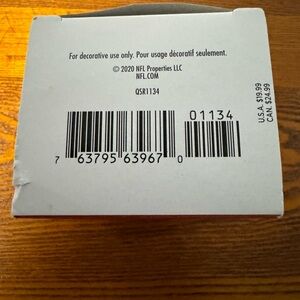 For decorative use only. Pour usage décoratif seulement.
© 2020 NFL Properties LLC
NFL.COM
QSR1134
01134
7 63795 63967 0
U.S.A. $19.99
CAN. $24.99